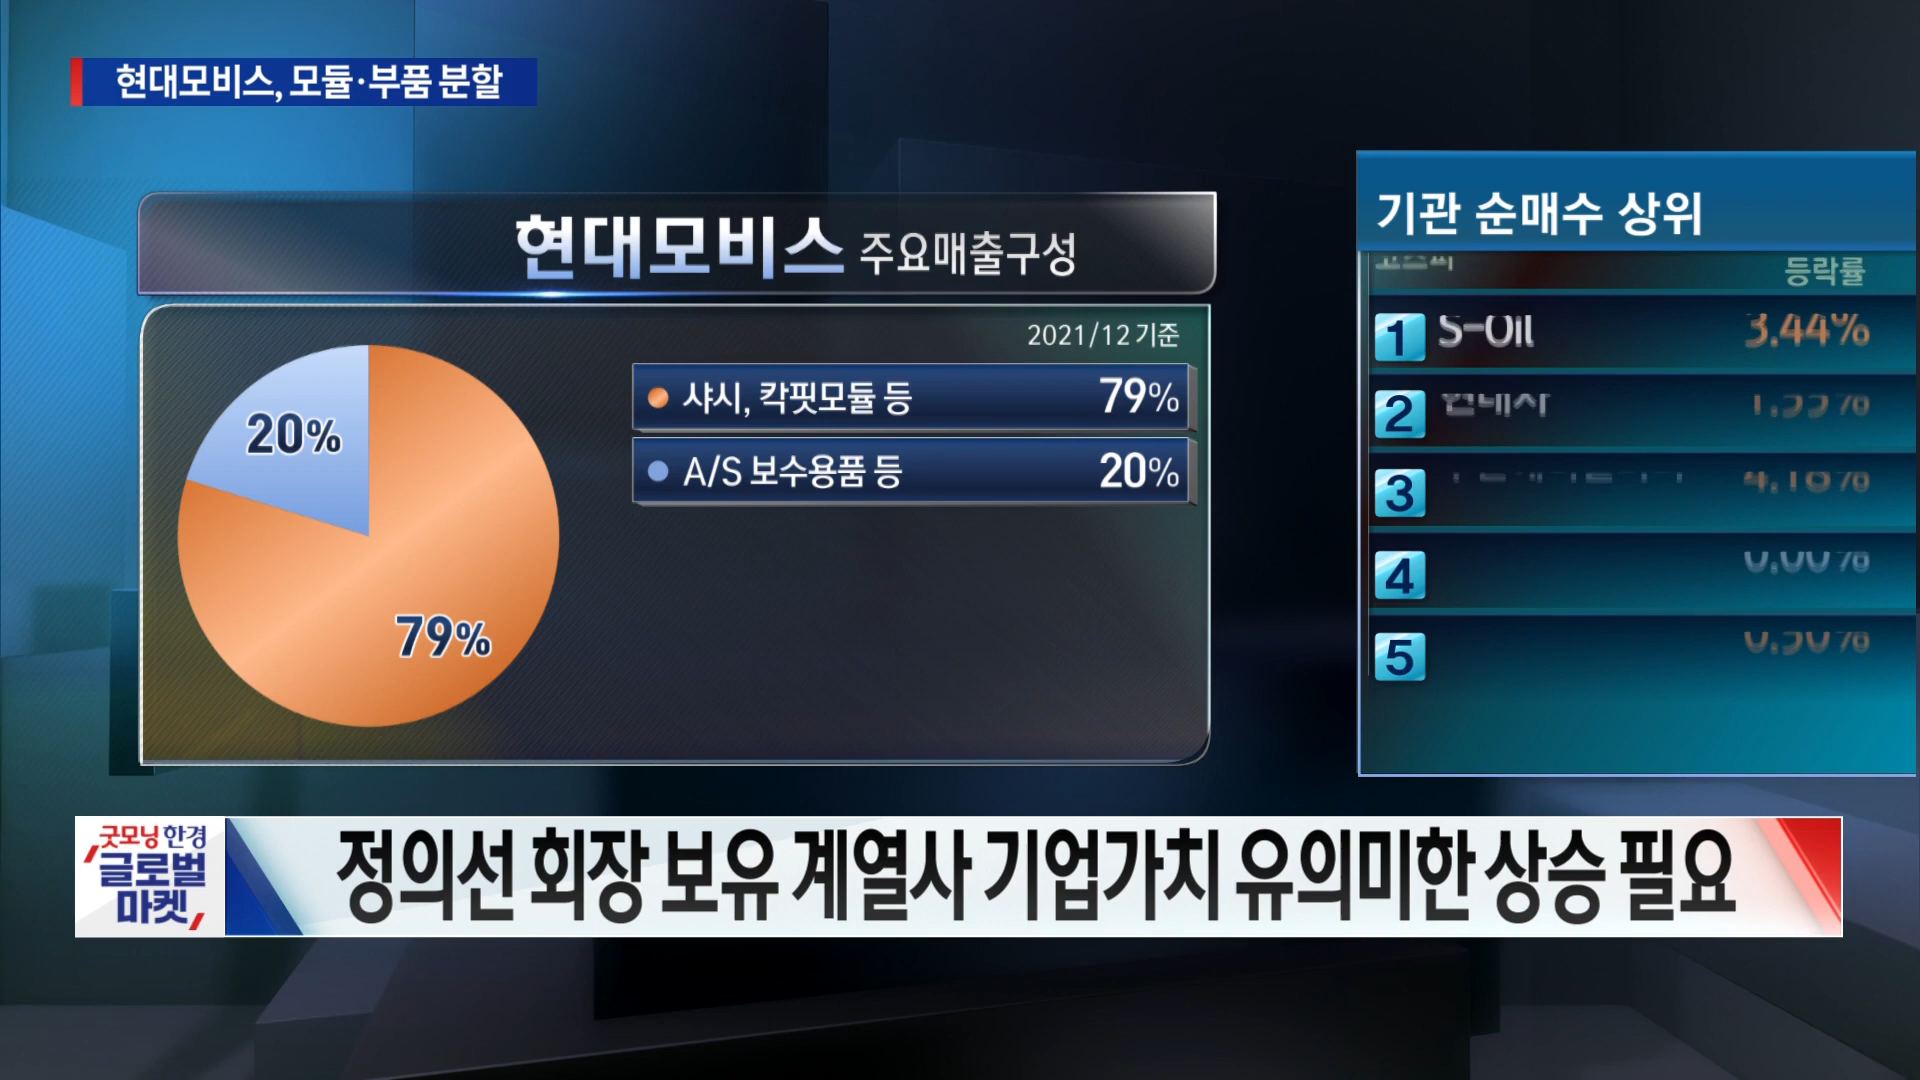 현대모비스, 모듈·부품 분할
현대모비스 주요매출구성
2021/12 기준
샤시, 칵핏모듈 등 79%
A/S 보수용품 등 20%
20%
79%
기관 순매수 상위
등락률
1 S-Oil 3.44%
2
3
4
5
굿모닝 한경
글로벌
마켓
정의선 회장 보유 계열사 기업가치 유의미한 상승 필요